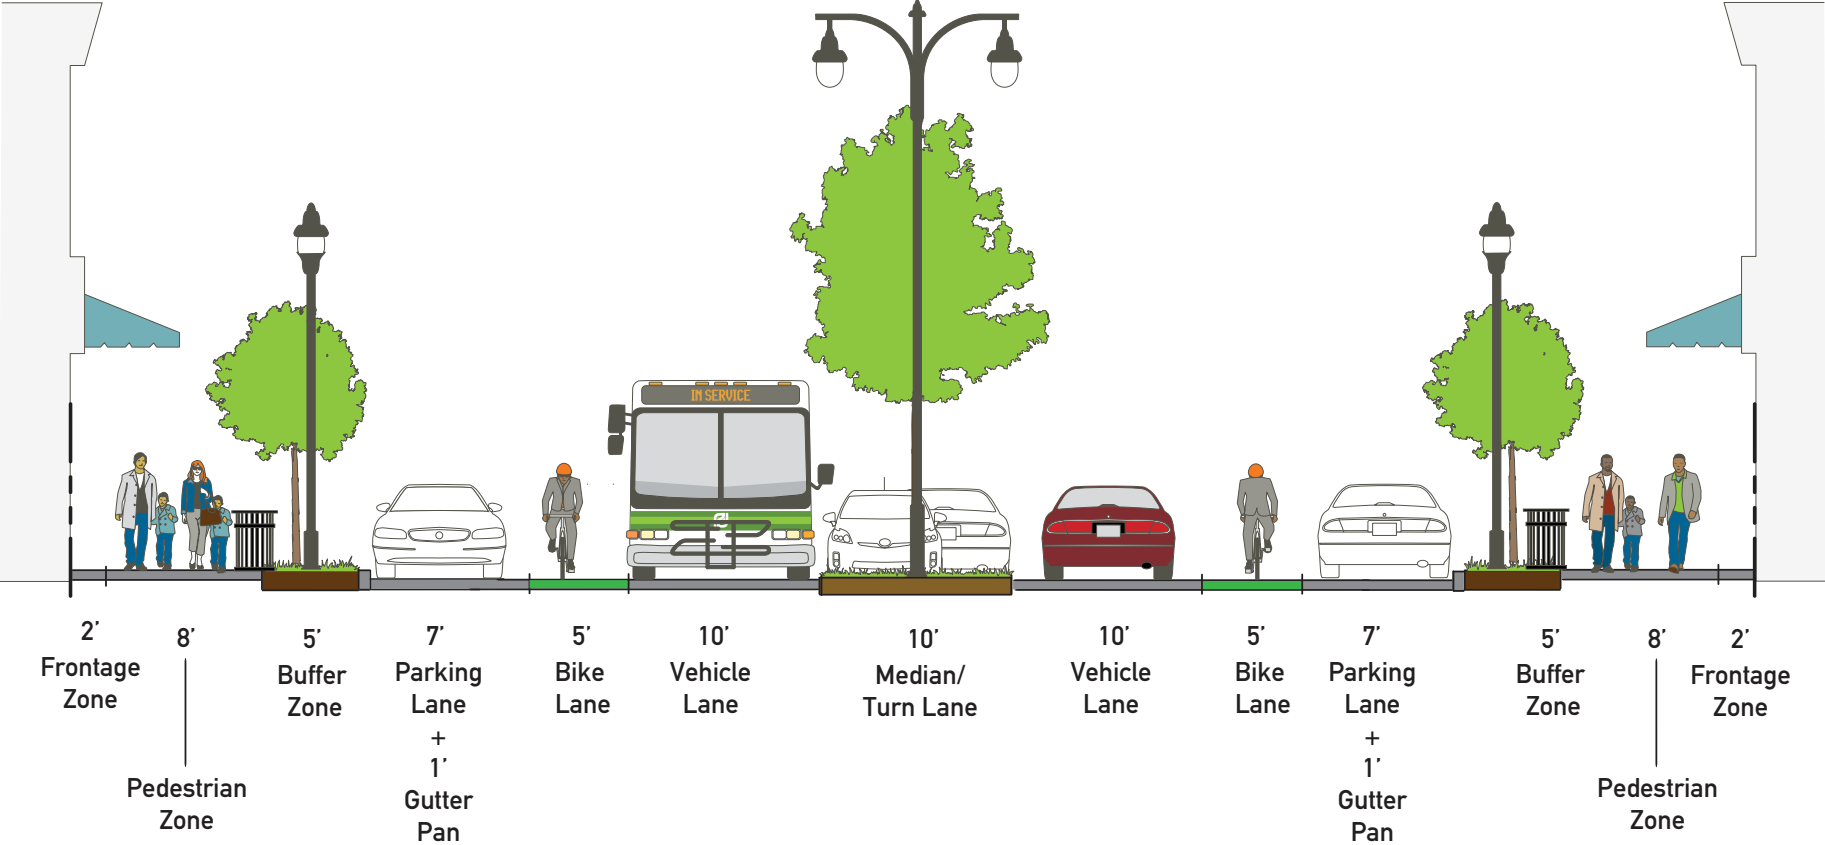 IN SERVICE
2’
Frontage
Zone
8’
Pedestrian
Zone
5’
Buffer
Zone
7’
Parking
Lane
+
1’
Gutter
Pan
5’
Bike
Lane
10’
Vehicle
Lane
10’
Median/
Turn Lane
10’
Vehicle
Lane
5’
Bike
Lane
7’
Parking
Lane
+
1’
Gutter
Pan
5’
Buffer
Zone
8’
Pedestrian
Zone
2’
Frontage
Zone